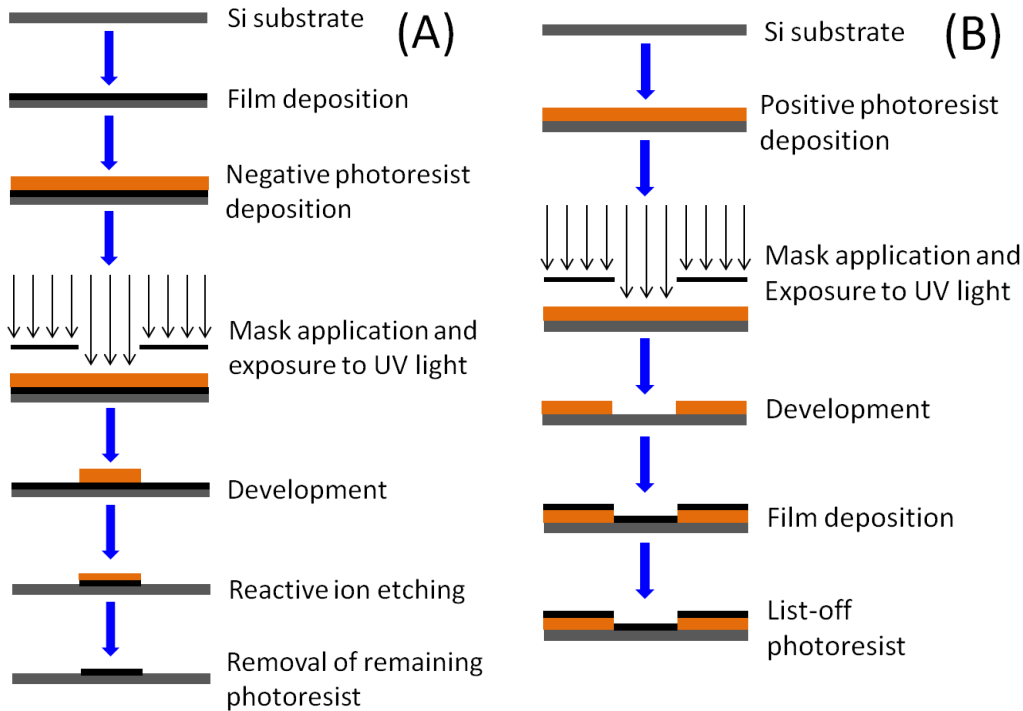 Si substrate
(A)
Film deposition
Negative photoresist
deposition
Mask application and
exposure to UV light
Development
Reactive ion etching
Removal of remaining
photoresist
Si substrate
(B)
Positive photoresist
deposition
Mask application and
Exposure to UV light
Development
Film deposition
List-off
photoresist